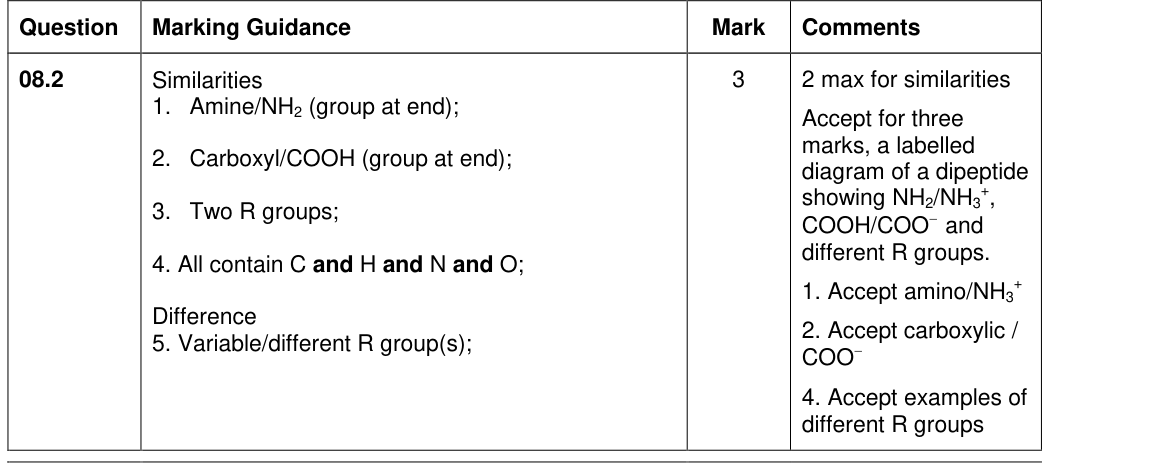 Question Marking Guidance Mark Comments
08.2 Similarities 3 2 max for similarities
1. Amine/NH₂ (group at end);
2. Carboxyl/COOH (group at end);
3. Two R groups;
4. All contain C and H and N and O;
Difference
5. Variable/different R group(s);
Accept for three
marks, a labelled
diagram of a dipeptide
showing NH₂/NH₃⁺,
COOH/COO⁻ and
different R groups.
1. Accept amino/NH₃⁺
2. Accept carboxylic /
COO⁻
4. Accept examples of
different R groups